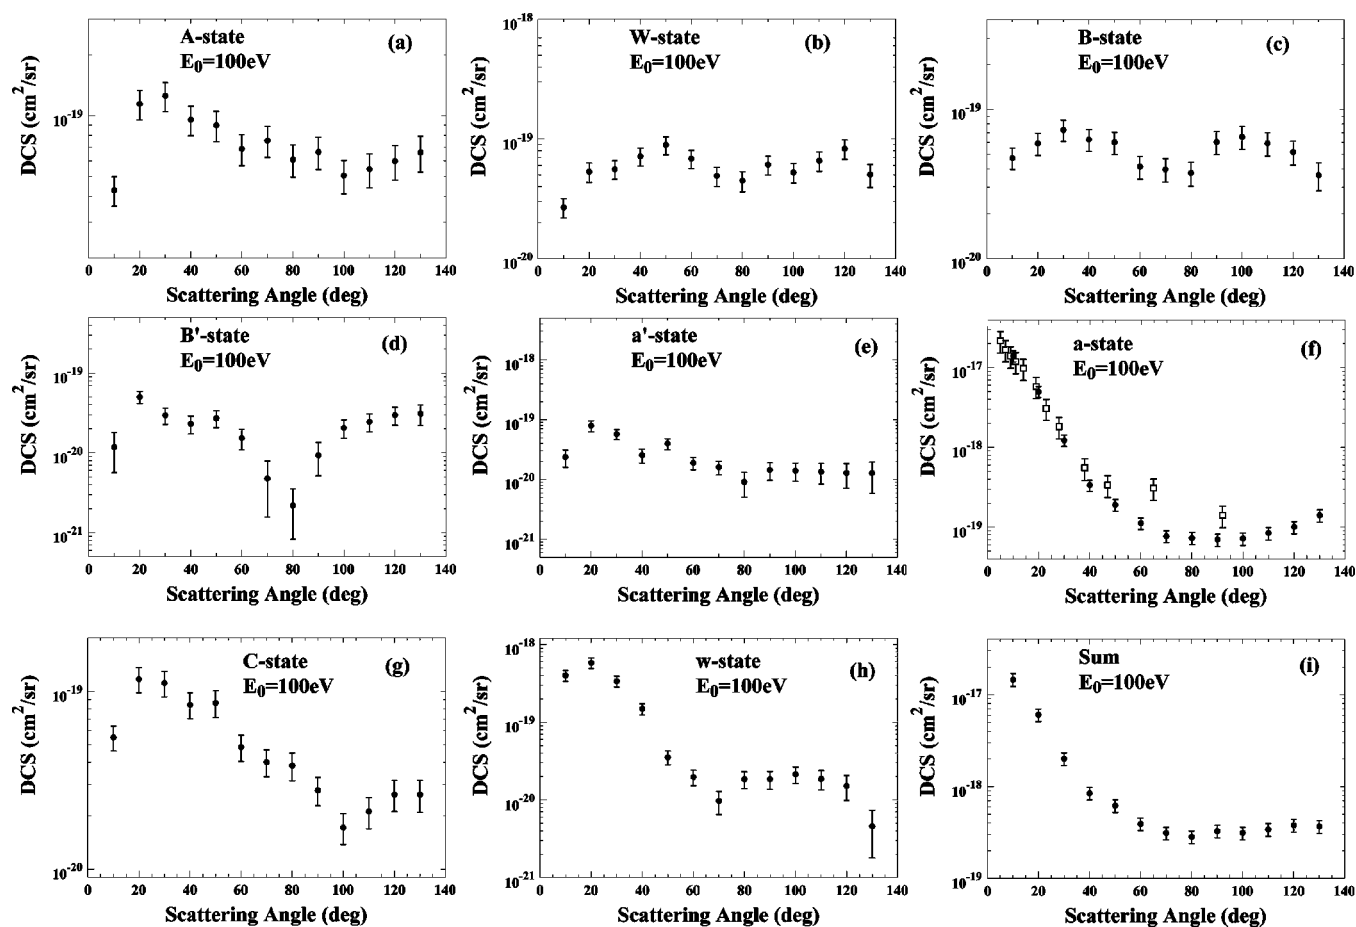 A-state
E0=100eV
(a)
DCS (cm2/sr)
10-19
0 20 40 60 80 100 120 140
Scattering Angle (deg)
W-state
E0=100eV
(b)
DCS (cm2/sr)
10-18
10-19
10-20
0 20 40 60 80 100 120 140
Scattering Angle (deg)
B-state
E0=100eV
(c)
DCS (cm2/sr)
10-19
10-20
0 20 40 60 80 100 120 140
Scattering Angle (deg)
B'-state
E0=100eV
(d)
DCS (cm2/sr)
10-19
10-20
10-21
0 20 40 60 80 100 120 140
Scattering Angle (deg)
a'-state
E0=100eV
(e)
DCS (cm2/sr)
10-18
10-19
10-20
10-21
0 20 40 60 80 100 120 140
Scattering Angle (deg)
a-state
E0=100eV
(f)
DCS (cm2/sr)
10-17
10-18
10-19
0 20 40 60 80 100 120 140
Scattering Angle (deg)
C-state
E0=100eV
(g)
DCS (cm2/sr)
10-19
10-20
0 20 40 60 80 100 120 140
Scattering Angle (deg)
w-state
E0=100eV
(h)
DCS (cm2/sr)
10-18
10-19
10-20
10-21
0 20 40 60 80 100 120 140
Scattering Angle (deg)
Sum
E0=100eV
(i)
DCS (cm2/sr)
10-17
10-18
10-19
0 20 40 60 80 100 120 140
Scattering Angle (deg)